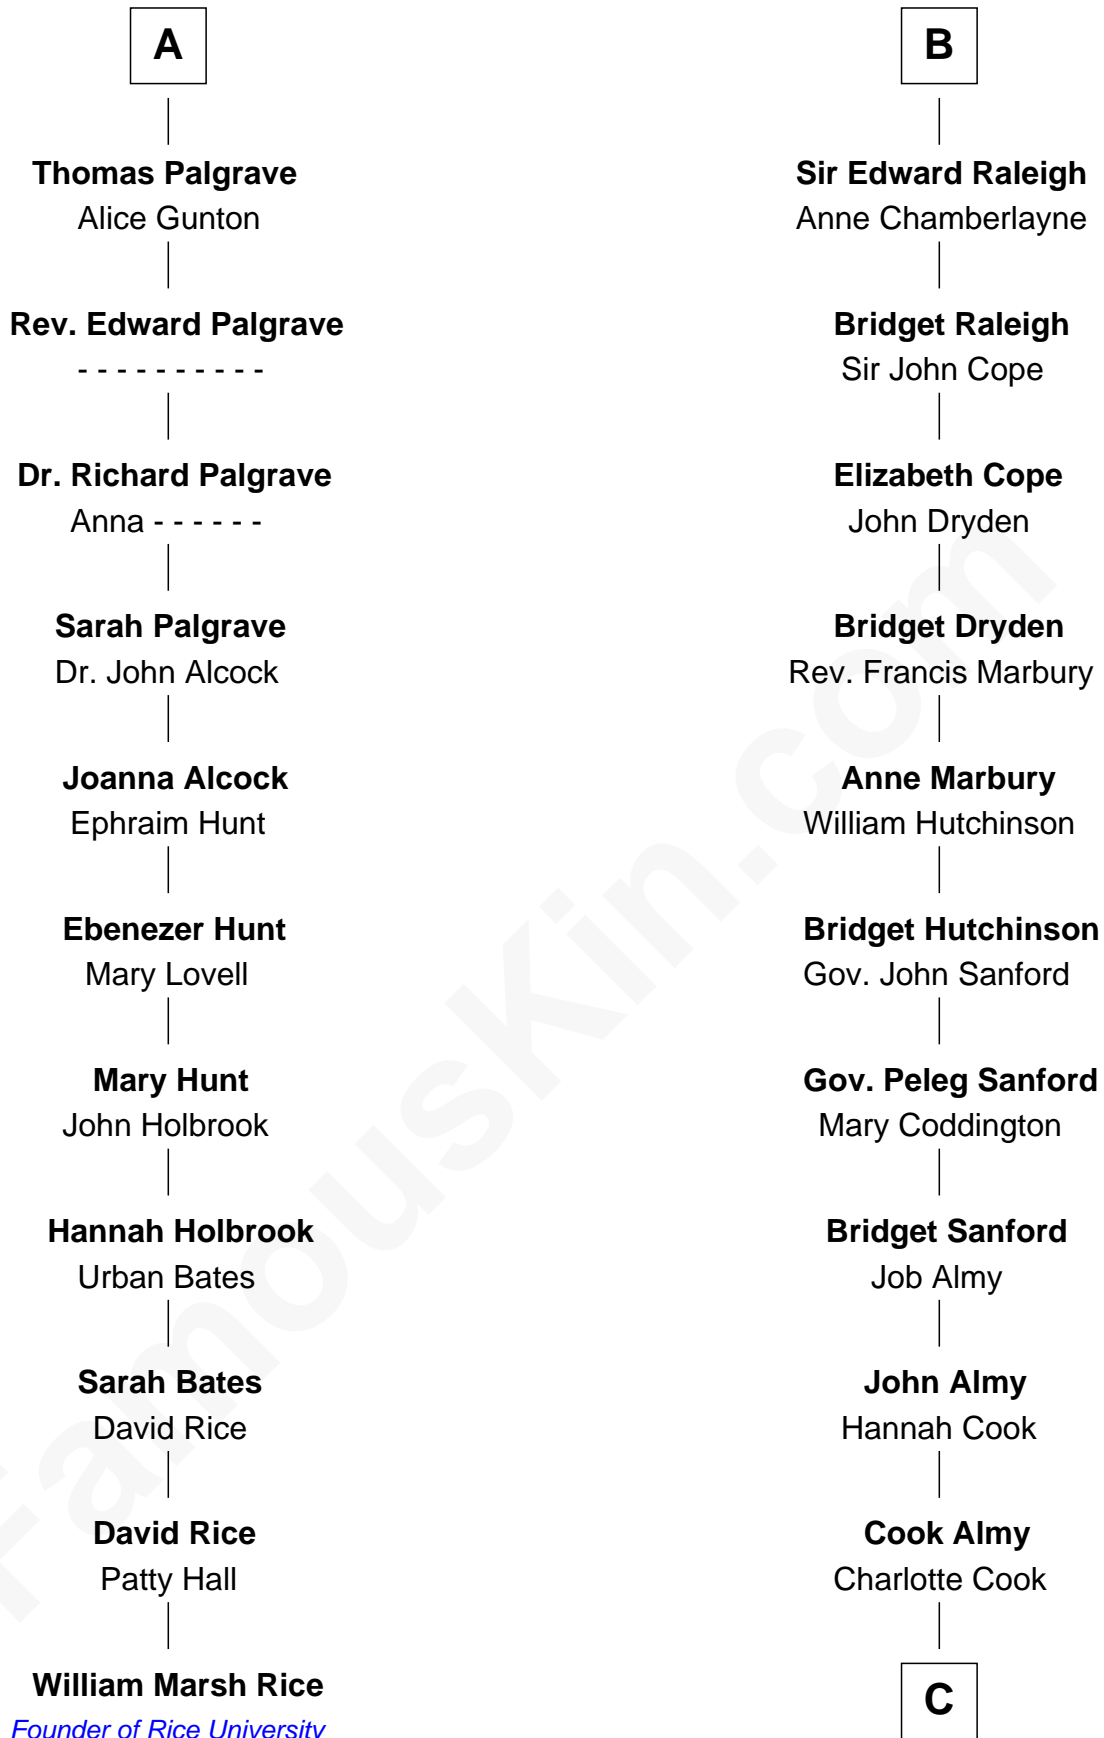 A
Thomas Palgrave
Alice Gunton
Rev. Edward Palgrave
- - - - - - - - - -
Dr. Richard Palgrave
Anna - - - - - -
Sarah Palgrave
Dr. John Alcock
Joanna Alcock
Ephraim Hunt
Ebenezer Hunt
Mary Lovell
Mary Hunt
John Holbrook
Hannah Holbrook
Urban Bates
Sarah Bates
David Rice
David Rice
Patty Hall
William Marsh Rice
Founder of Rice University
B
Sir Edward Raleigh
Anne Chamberlayne
Bridget Raleigh
Sir John Cope
Elizabeth Cope
John Dryden
Bridget Dryden
Rev. Francis Marbury
Anne Marbury
William Hutchinson
Bridget Hutchinson
Gov. John Sanford
Gov. Peleg Sanford
Mary Coddington
Bridget Sanford
Job Almy
John Almy
Hannah Cook
Cook Almy
Charlotte Cook
C
FamousKin.com